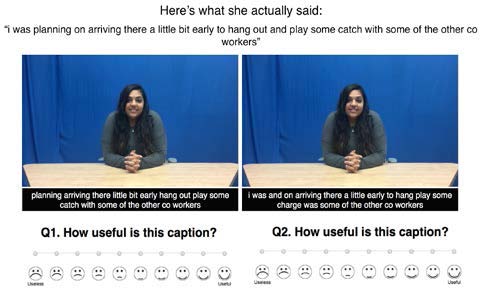 Here's what she actually said:
"i was planning on arriving there a little bit early to hang out and play some catch with some of the other co
workers"
planning arriving there little bit early hang out play some
catch with some of the other co workers
i was and on arriving there a little early to hang play some
charge was some of the other co workers
Q1. How useful is this caption?
Q2. How useful is this caption?
Useless
Useful
Useless
Useful